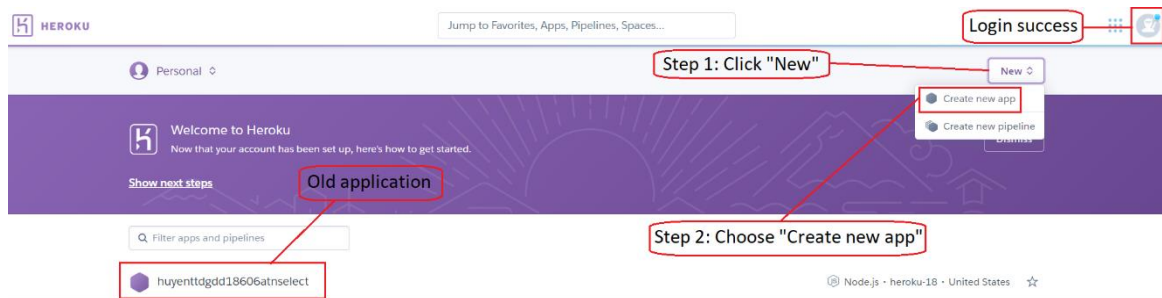 HEROKU
Jump to Favorites, Apps, Pipelines, Spaces...
Login success
Personal
Step 1: Click "New"
New
Create new app
Create new pipeline
Welcome to Heroku
Now that your account has been set up, here's how to get started.
Dismiss
Show next steps
Old application
Filter apps and pipelines
Step 2: Choose "Create new app"
huyenttdgdd18606atnselect
Node.js • heroku-18 • United States